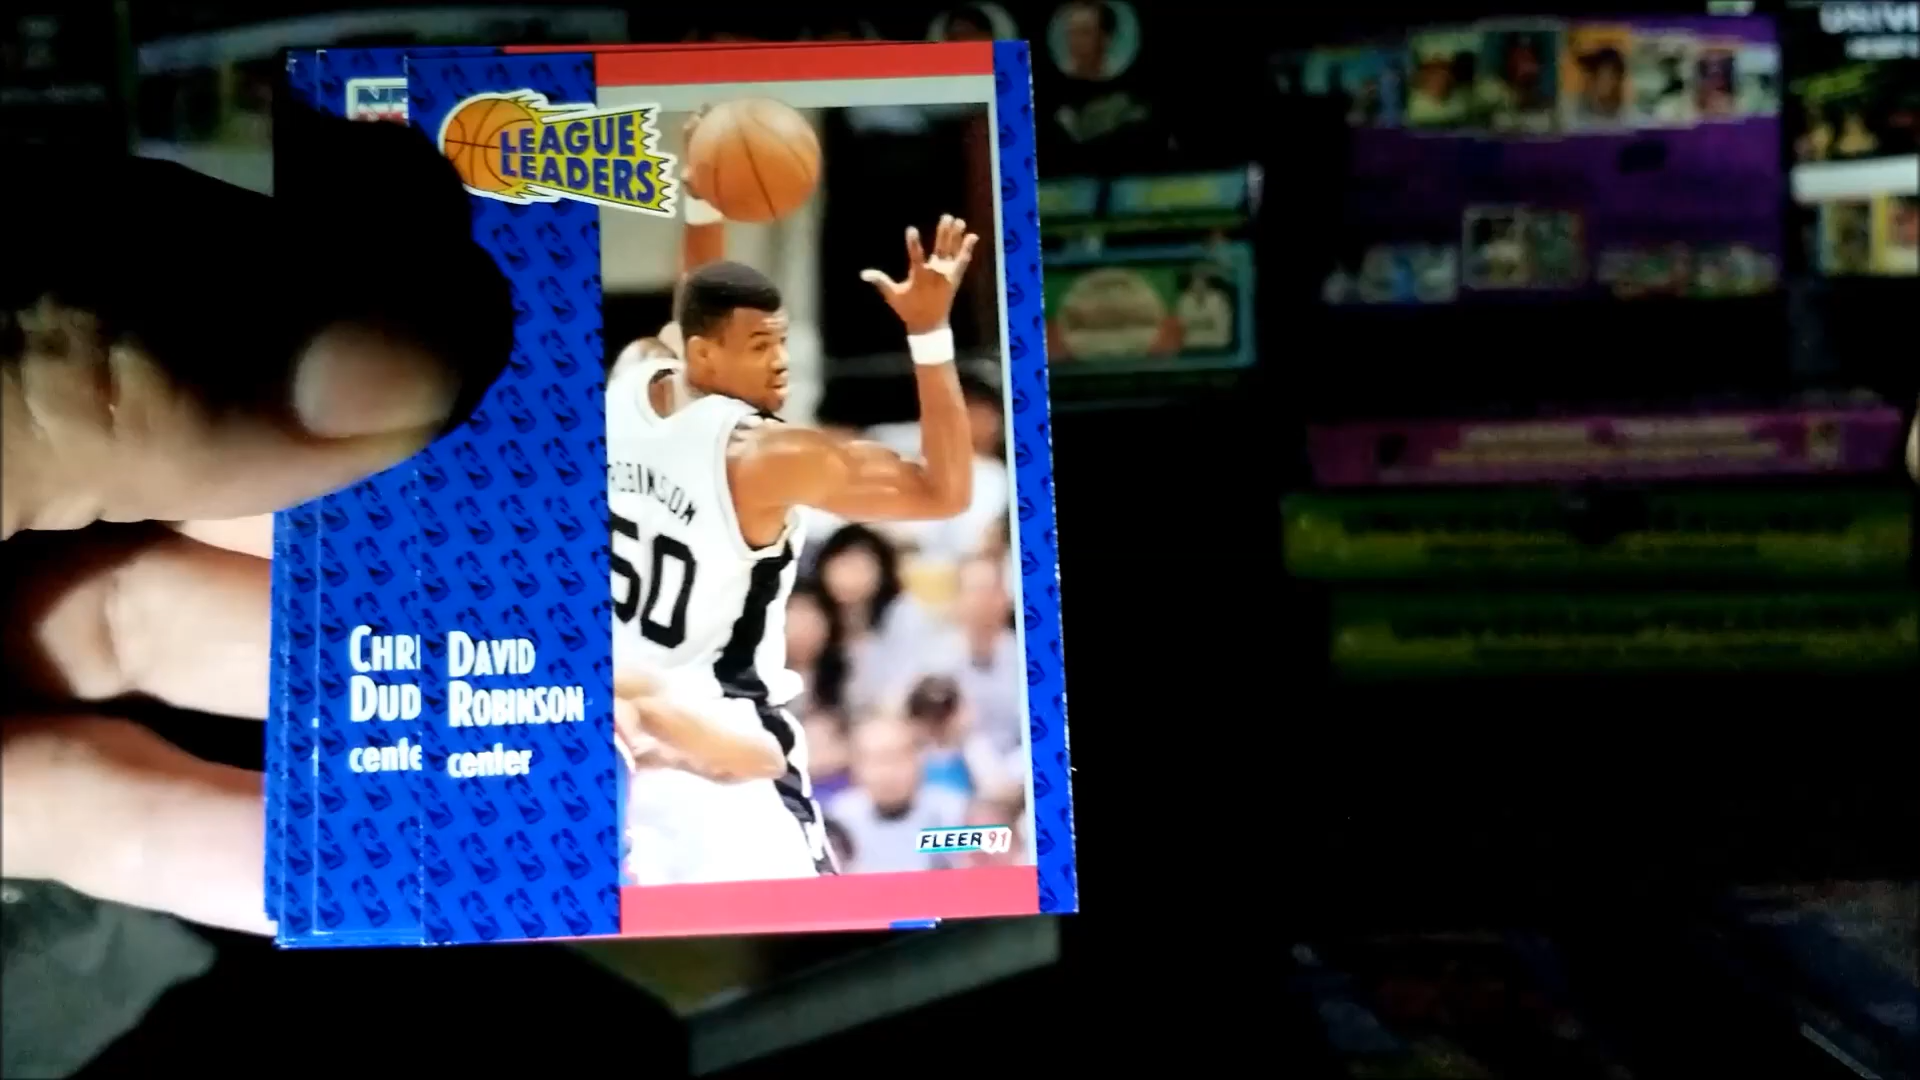 LEAGUE
LEADERS
ROBINSON
50
CHRI
DUD
cente
DAVID
ROBINSON
center
FLEER 91